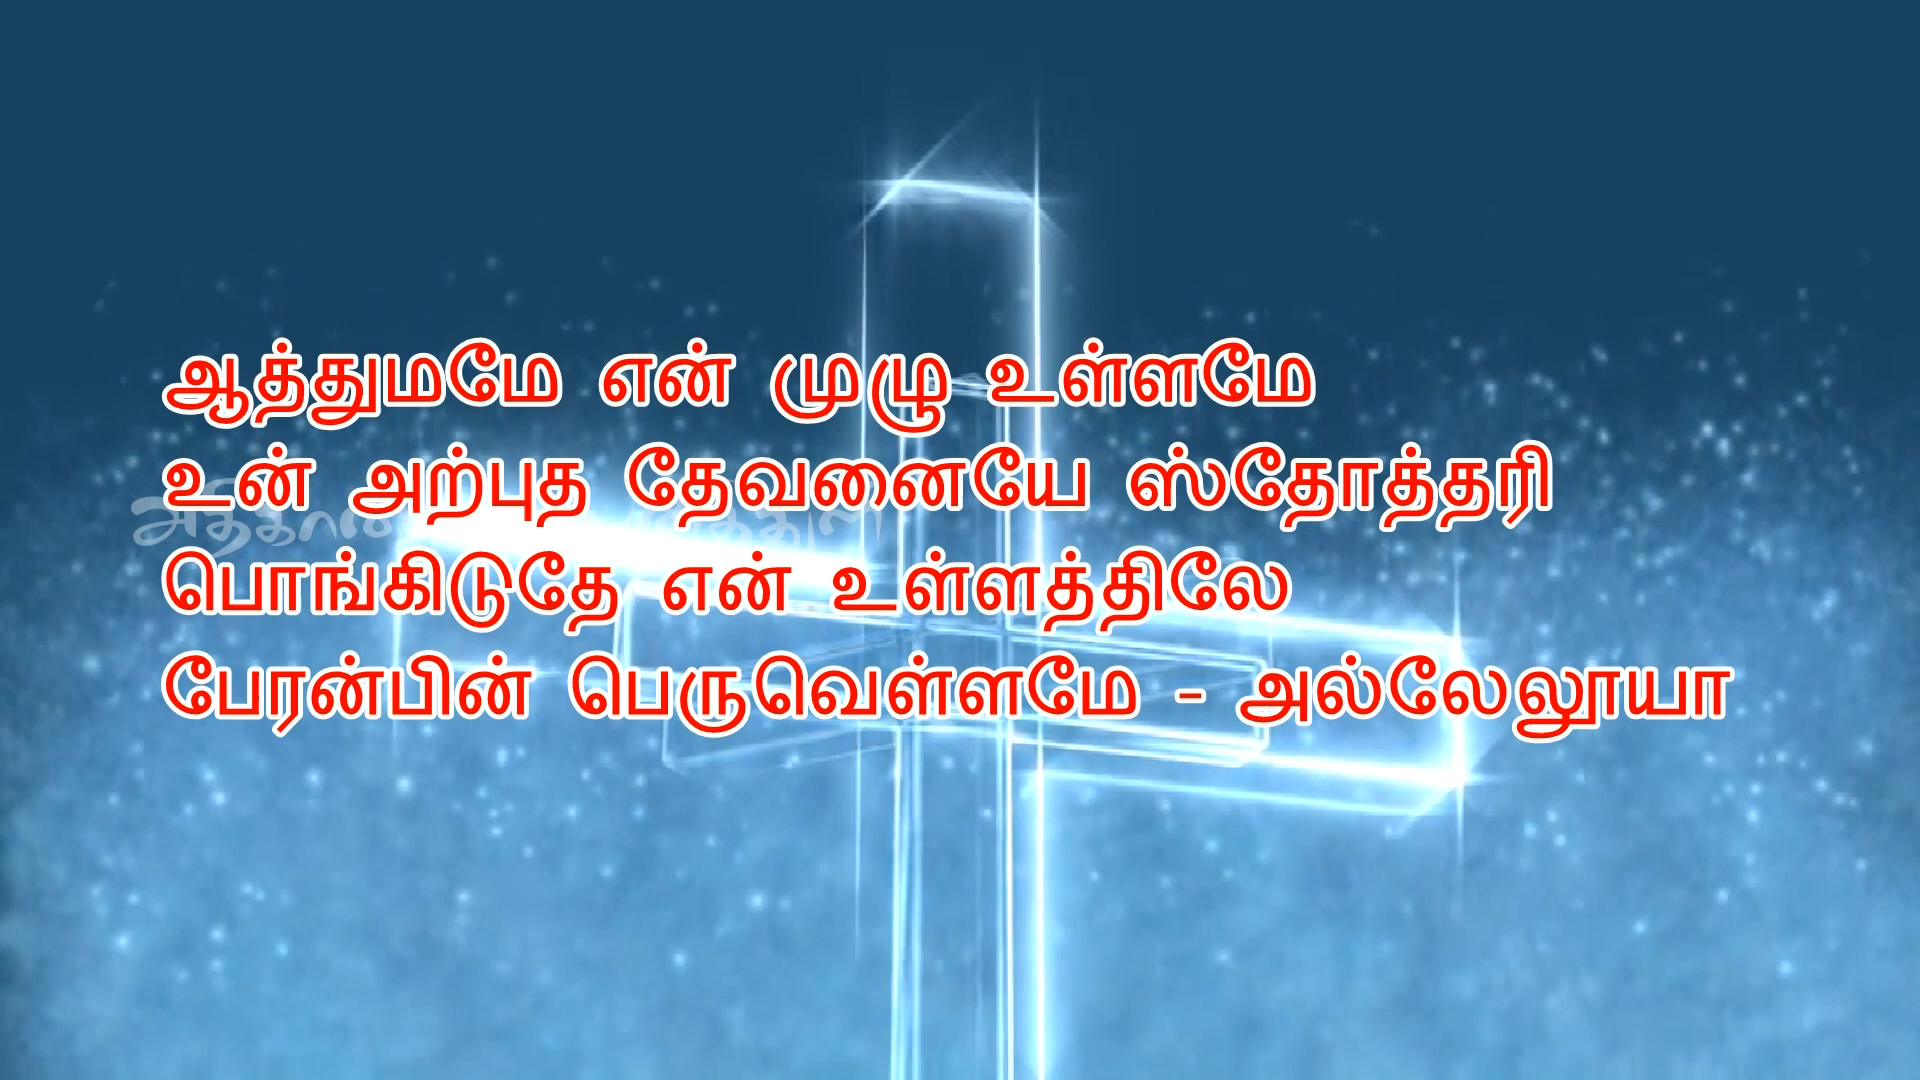 ஆத்துமமே என் முழு உள்ளமே
உன் அற்புத தேவனையே ஸ்தோத்தரி
பொங்கிடுதே என் உள்ளத்திலே
பேரன்பின் பெருவெள்ளமே - அல்லேலூயா